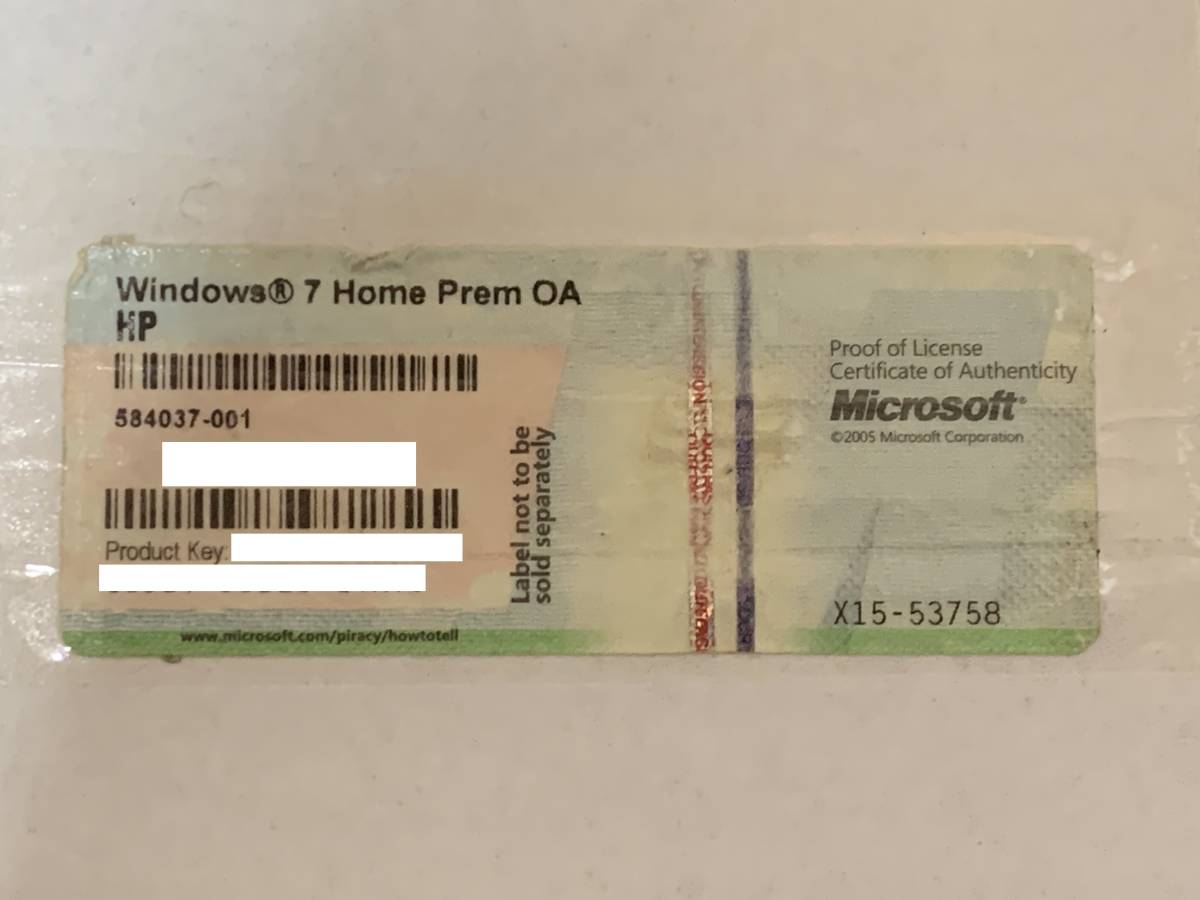 Windows® 7 Home Prem OA
HP
584037-001
Product Key:
Label not to be
sold separately
www.microsoft.com/piracy/howtotell
Proof of License
Certificate of Authenticity
Microsoft®
©2005 Microsoft Corporation
X15-53758